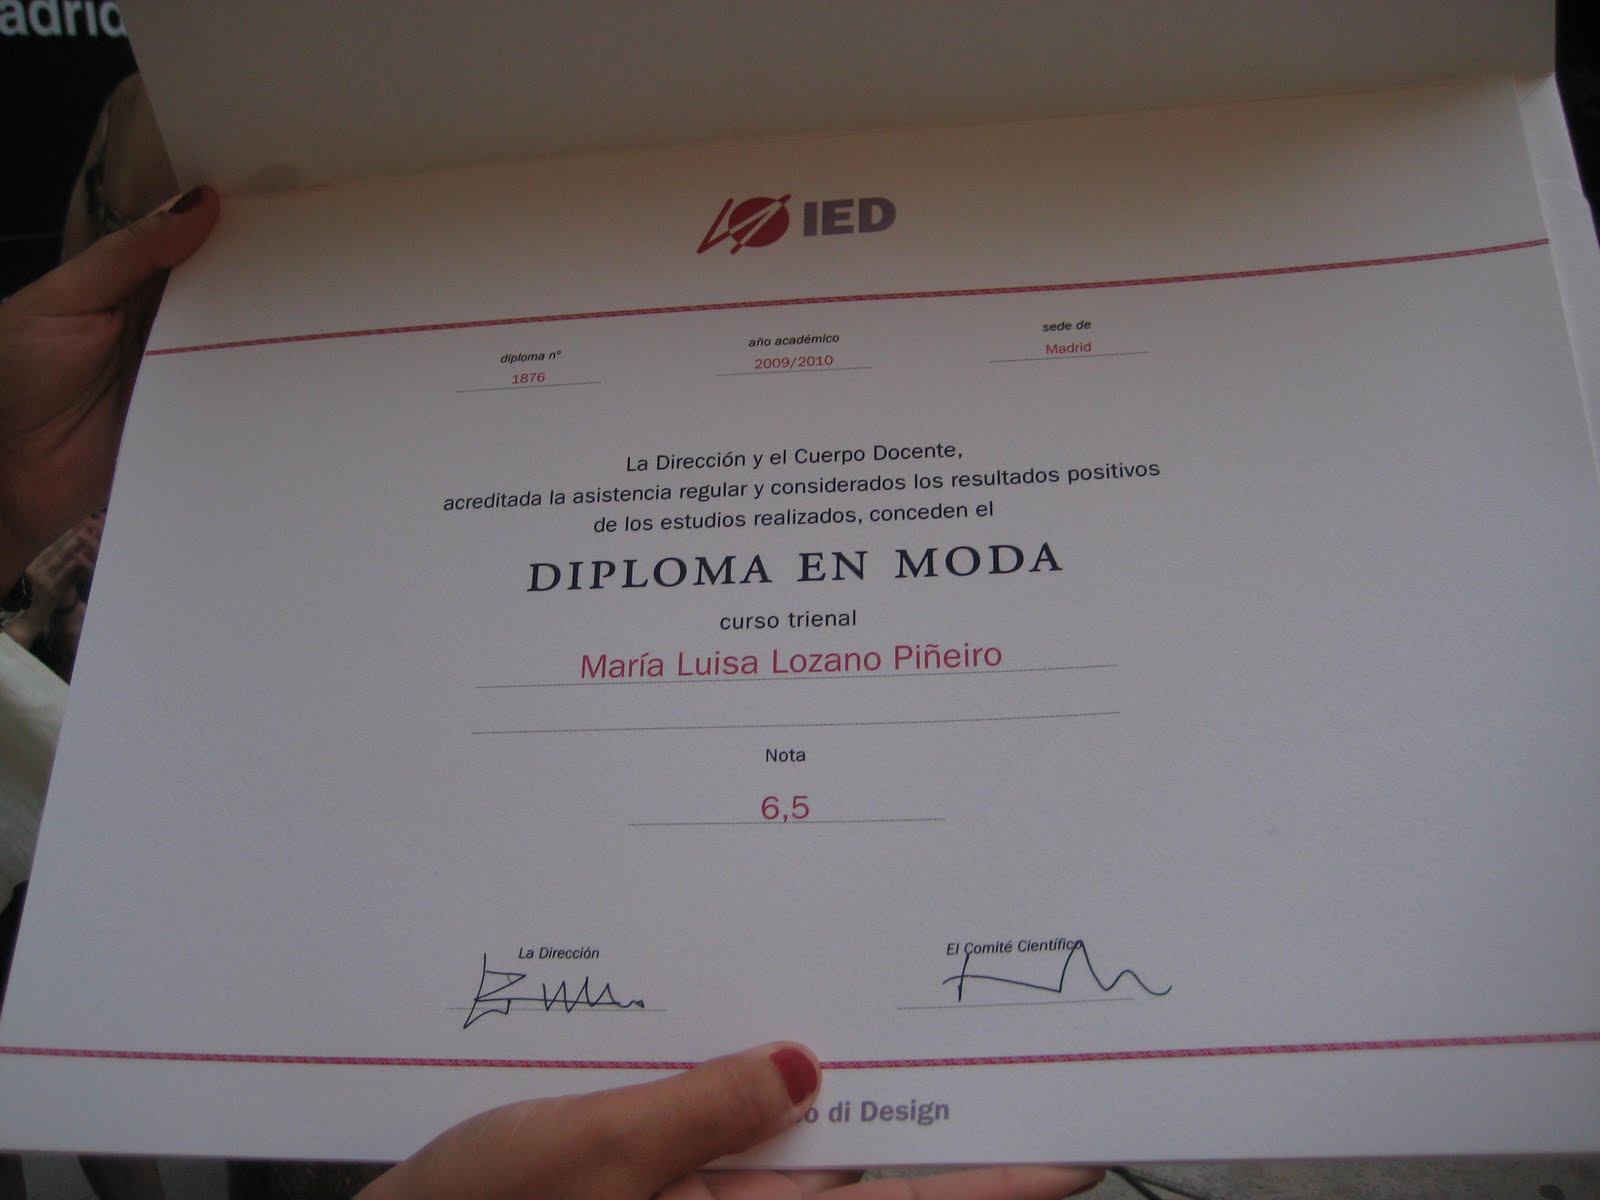 adrid
IED
diploma nº
1876
año académico
2009/2010
sede de
Madrid
La Dirección y el Cuerpo Docente,
acreditada la asistencia regular y considerados los resultados positivos
de los estudios realizados, conceden el
DIPLOMA EN MODA
curso trienal
María Luisa Lozano Piñeiro
Nota
6,5
La Dirección
El Comité Científico
o di Design